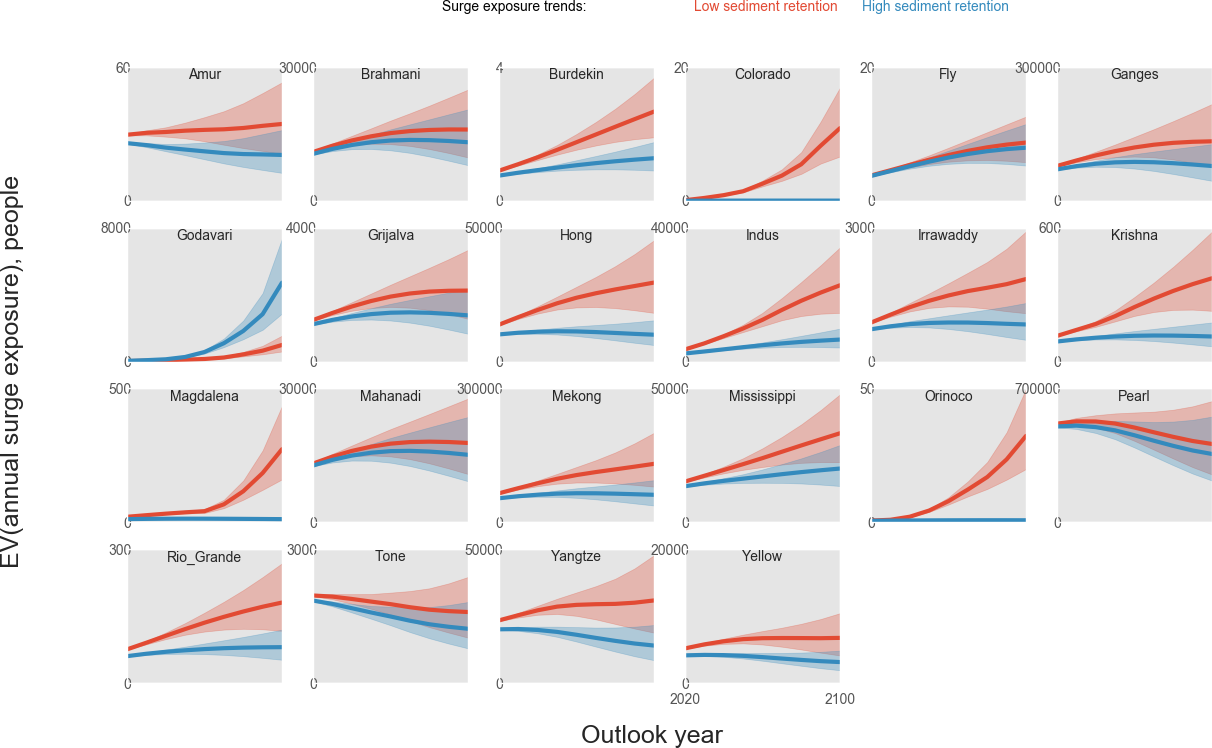 Surge exposure trends: Low sediment retention High sediment retention
60 Amur 30000 Brahmani 4 Burdekin 20 Colorado 20 Fly 300000 Ganges
0 0 0 0 0 0
8000 Godavari 4000 Grijalva 50000 Hong 40000 Indus 3000 Irrawaddy 600 Krishna
0 0 0 0 0 0
500 Magdalena 30000 Mahanadi 300000 Mekong 50000 Mississippi 50 Orinoco 700000 Pearl
0 0 0 0 0 0
300 Rio_Grande 3000 Tone 50000 Yangtze 20000 Yellow
0 0 0 0
2020 2100
Outlook year
EV(annual surge exposure), people